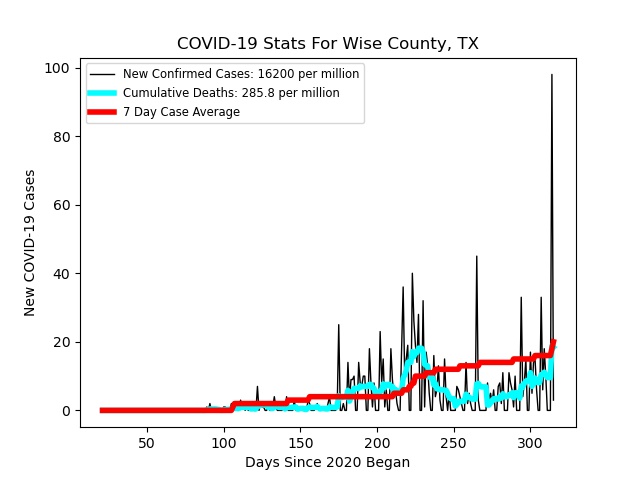 COVID-19 Stats For Wise County, TX
New Confirmed Cases: 16200 per million
Cumulative Deaths: 285.8 per million
7 Day Case Average
New COVID-19 Cases
100
80
60
40
20
0
50 100 150 200 250 300
Days Since 2020 Began